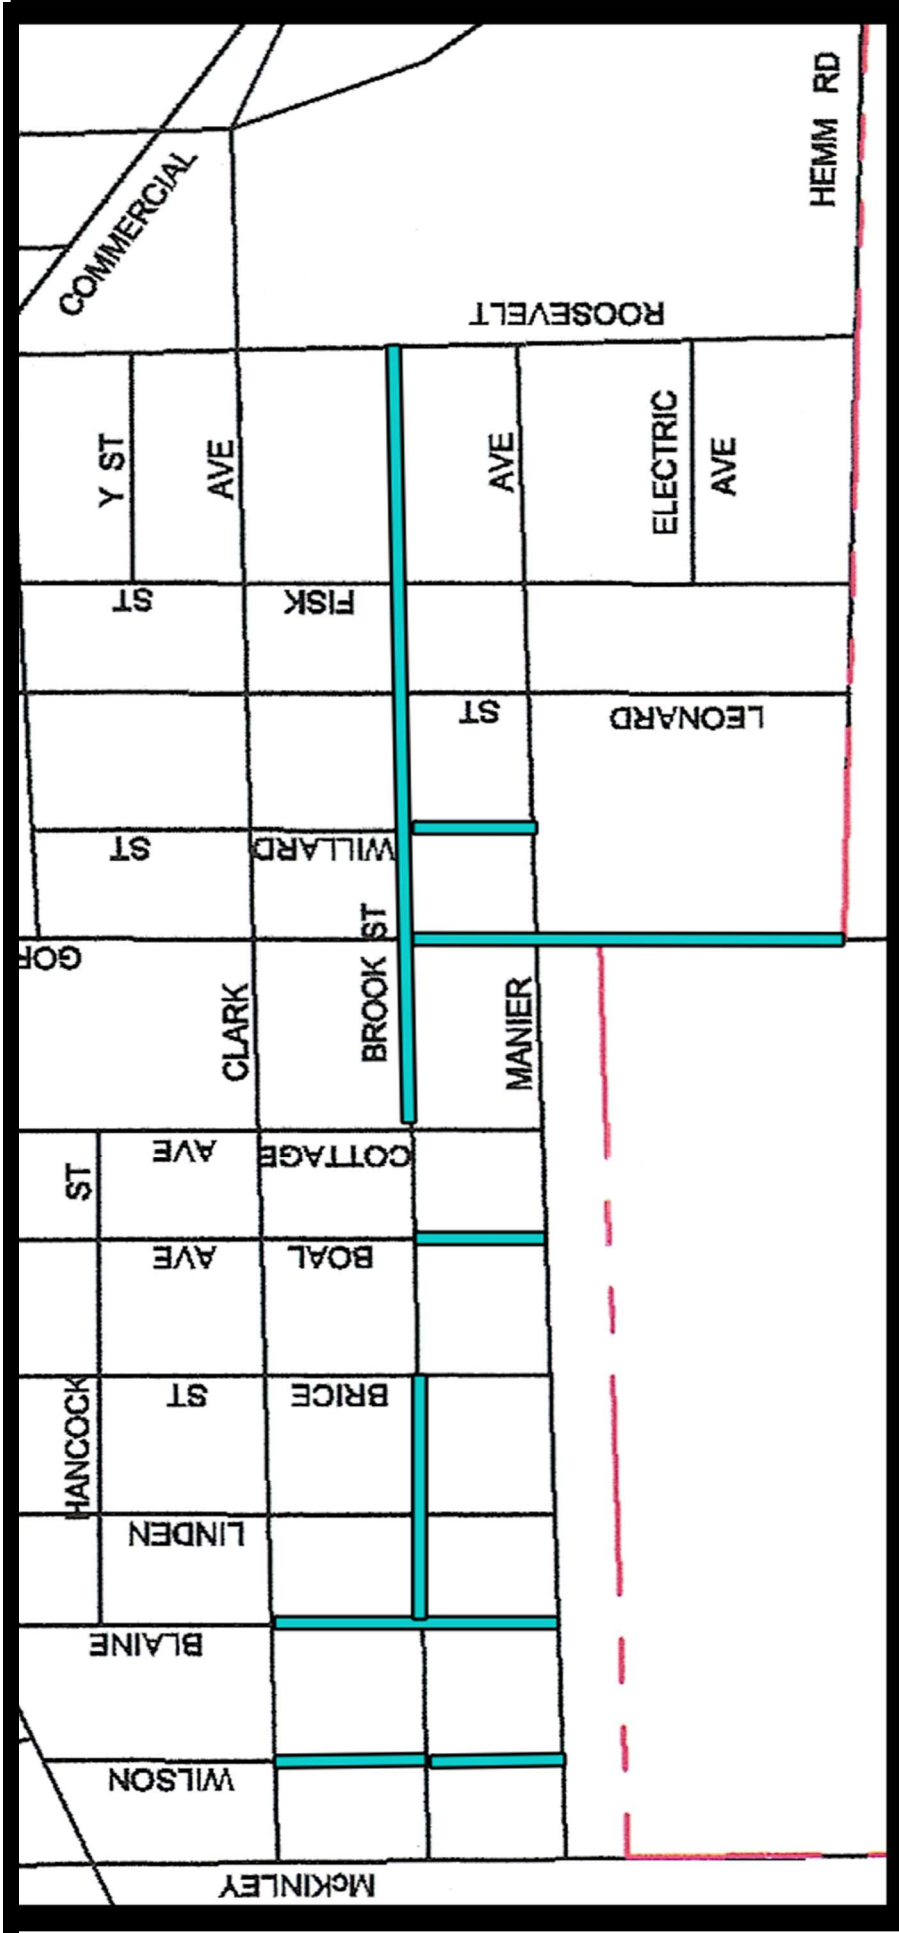 HEMM RD
COMMERCIAL
ROOSEVELT
Y ST
AVE
AVE
ELECTRIC
AVE
ST
FISK
ST
LEONARD
ST
WILLARD
BROOK ST
GOR
CLARK
MANIER
AVE
COTTAGE
ST
AVE
BOAL
HANCOCK
ST
BRICE
LINDEN
BLAINE
WILSON
McKINLEY